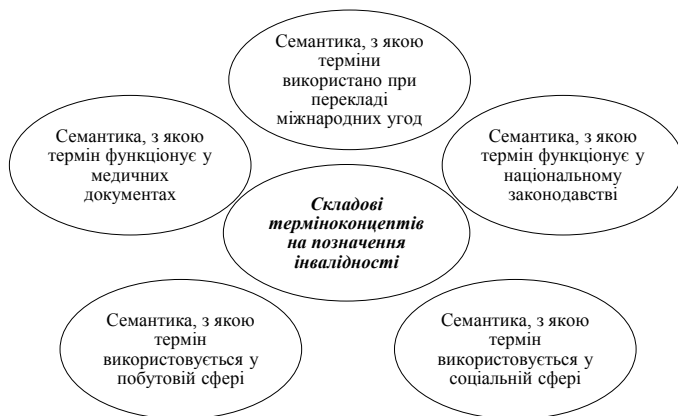 Семантика, з якою
терміни
використано при
перекладі
міжнародних угод
Семантика, з якою
термін функціонує у
медичних
документах
Семантика, з якою
термін функціонує у
національному
законодавстві
Складові
терміноконцептів
на позначення
інвалідності
Семантика, з якою
термін
використовується у
побутовій сфері
Семантика, з якою
термін
використовується у
соціальній сфері